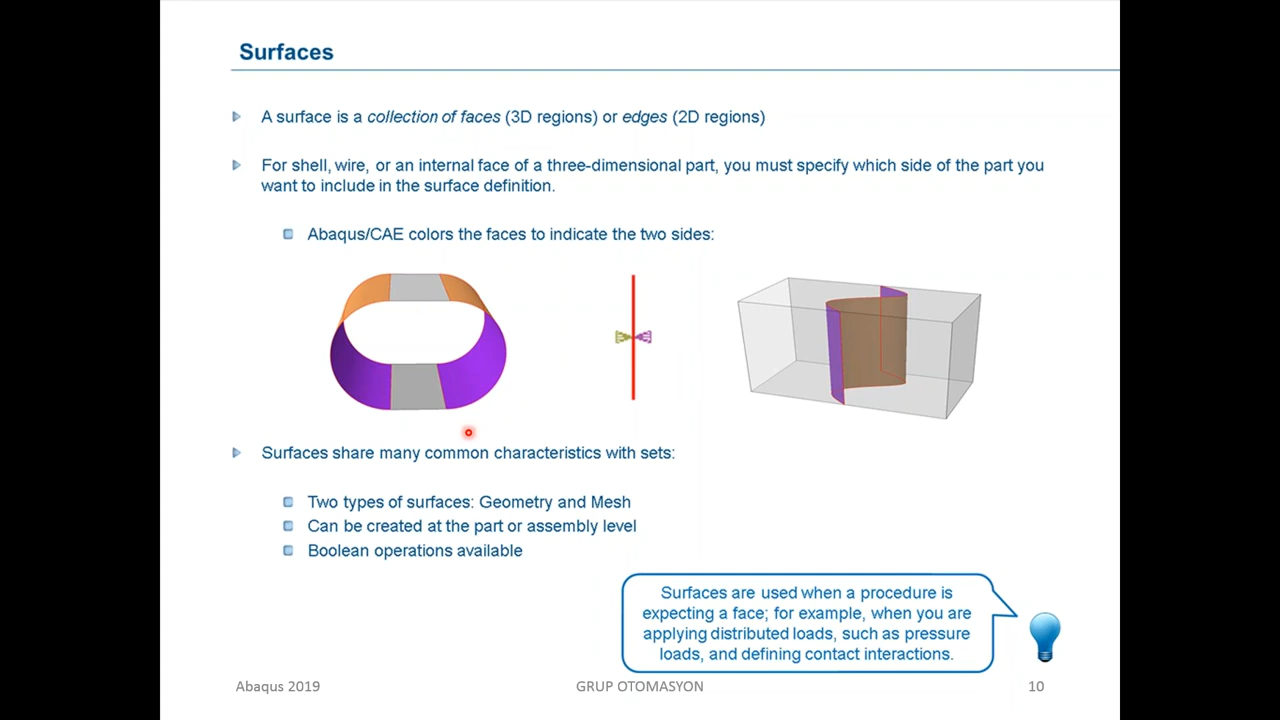 Surfaces
A surface is a collection of faces (3D regions) or edges (2D regions)
For shell, wire, or an internal face of a three-dimensional part, you must specify which side of the part you
want to include in the surface definition.
Abaqus/CAE colors the faces to indicate the two sides:
Surfaces share many common characteristics with sets:
Two types of surfaces: Geometry and Mesh
Can be created at the part or assembly level
Boolean operations available
Surfaces are used when a procedure is
expecting a face; for example, when you are
applying distributed loads, such as pressure
loads, and defining contact interactions.
Abaqus 2019
GRUP OTOMASYON
10